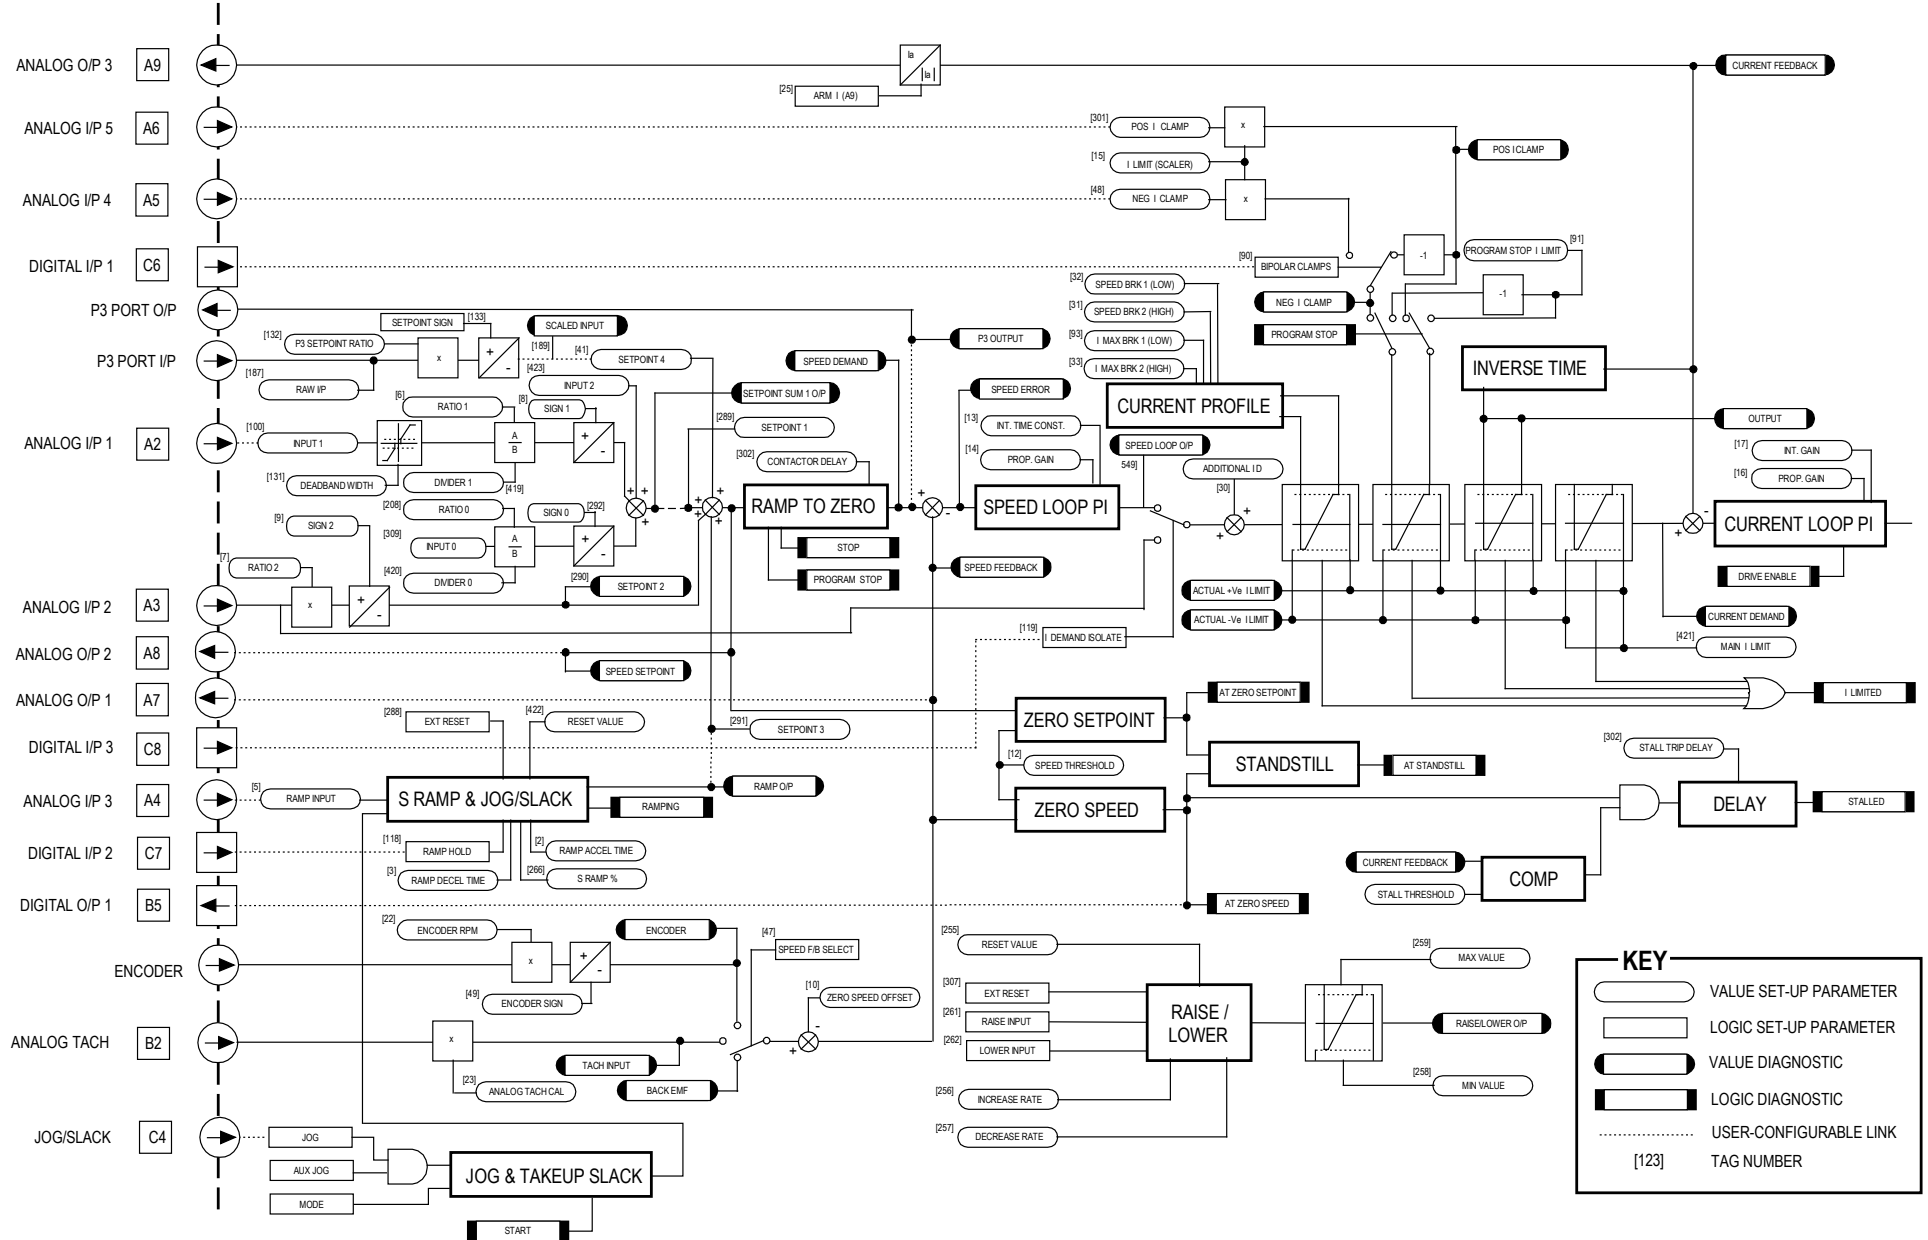 ANALOG O/P 3 A9
Ia
|Ia|
CURRENT FEEDBACK
[25] ARM I (A9)
ANALOG I/P 5 A6
[301] POS I CLAMP
x
POS I CLAMP
[15] I LIMIT (SCALER)
ANALOG I/P 4 A5
[48] NEG I CLAMP
x
DIGITAL I/P 1 C6
[90] BIPOLAR CLAMPS
-1
PROGRAM STOP I LIMIT [91]
-1
NEG I CLAMP
PROGRAM STOP
P3 PORT O/P
[32] SPEED BRK 1 (LOW)
[31] SPEED BRK 2 (HIGH)
[93] I MAX BRK 1 (LOW)
[33] I MAX BRK 2 (HIGH)
CURRENT PROFILE
INVERSE TIME
OUTPUT
P3 PORT I/P
SETPOINT SIGN [133]
[132] P3 SETPOINT RATIO
x
+
-
SCALED INPUT
[189]
[41] SETPOINT 4
[187] RAW I/P
[423] INPUT 2
P3 OUTPUT
SPEED DEMAND
SPEED ERROR
SETPOINT SUM 1 O/P
[289] SETPOINT 1
[6] RATIO 1
[8] SIGN 1
ANALOG I/P 1 A2
[100] INPUT 1
A
B
+
-
[131] DEADBAND WIDTH
DIVIDER 1 [419]
[302] CONTACTOR DELAY
[13] INT. TIME CONST.
[14] PROP. GAIN
SPEED LOOP O/P
549]
ADDITIONAL I D
[30]
[17] INT. GAIN
[16] PROP. GAIN
[208] RATIO 0
SIGN 0 [292]
[309] INPUT 0
A
B
+
-
[420] DIVIDER 0
+
+
+
+
+
+
+
RAMP TO ZERO
STOP
PROGRAM STOP
+
-
SPEED LOOP PI
+
+
+
-
CURRENT LOOP PI
DRIVE ENABLE
[9] SIGN 2
[7] RATIO 2
x
+
-
[290] SETPOINT 2
SPEED FEEDBACK
ANALOG I/P 2 A3
ACTUAL +Ve I LIMIT
ACTUAL -Ve I LIMIT
CURRENT DEMAND
[119] I DEMAND ISOLATE
[421] MAIN I LIMIT
ANALOG O/P 2 A8
SPEED SETPOINT
ANALOG O/P 1 A7
I LIMITED
[288] EXT RESET
[422] RESET VALUE
[291] SETPOINT 3
ZERO SETPOINT
AT ZERO SETPOINT
DIGITAL I/P 3 C8
[12] SPEED THRESHOLD
STANDSTILL
AT STANDSTILL
[302] STALL TRIP DELAY
ANALOG I/P 3 A4
[5] RAMP INPUT
S RAMP & JOG/SLACK
RAMP O/P
RAMPING
ZERO SPEED
DELAY
STALLED
DIGITAL I/P 2 C7
[118] RAMP HOLD
[2] RAMP ACCEL TIME
[3] RAMP DECEL TIME
[266] S RAMP %
CURRENT FEEDBACK
STALL THRESHOLD
COMP
DIGITAL O/P 1 B5
AT ZERO SPEED
[22] ENCODER RPM
ENCODER
x
+
-
[49] ENCODER SIGN
ENCODER
[47] SPEED F/B SELECT
[10] ZERO SPEED OFFSET
-
+
ANALOG TACH B2
x
[23] ANALOG TACH CAL
TACH INPUT
BACK EMF
[255] RESET VALUE
[307] EXT RESET
[261] RAISE INPUT
[262] LOWER INPUT
[256] INCREASE RATE
[257] DECREASE RATE
RAISE /
LOWER
[259] MAX VALUE
RAISE/LOWER O/P
[258] MIN VALUE
JOG/SLACK C4
JOG
AUX JOG
MODE
JOG & TAKEUP SLACK
START
KEY
VALUE SET-UP PARAMETER
LOGIC SET-UP PARAMETER
VALUE DIAGNOSTIC
LOGIC DIAGNOSTIC
USER-CONFIGURABLE LINK
[123] TAG NUMBER